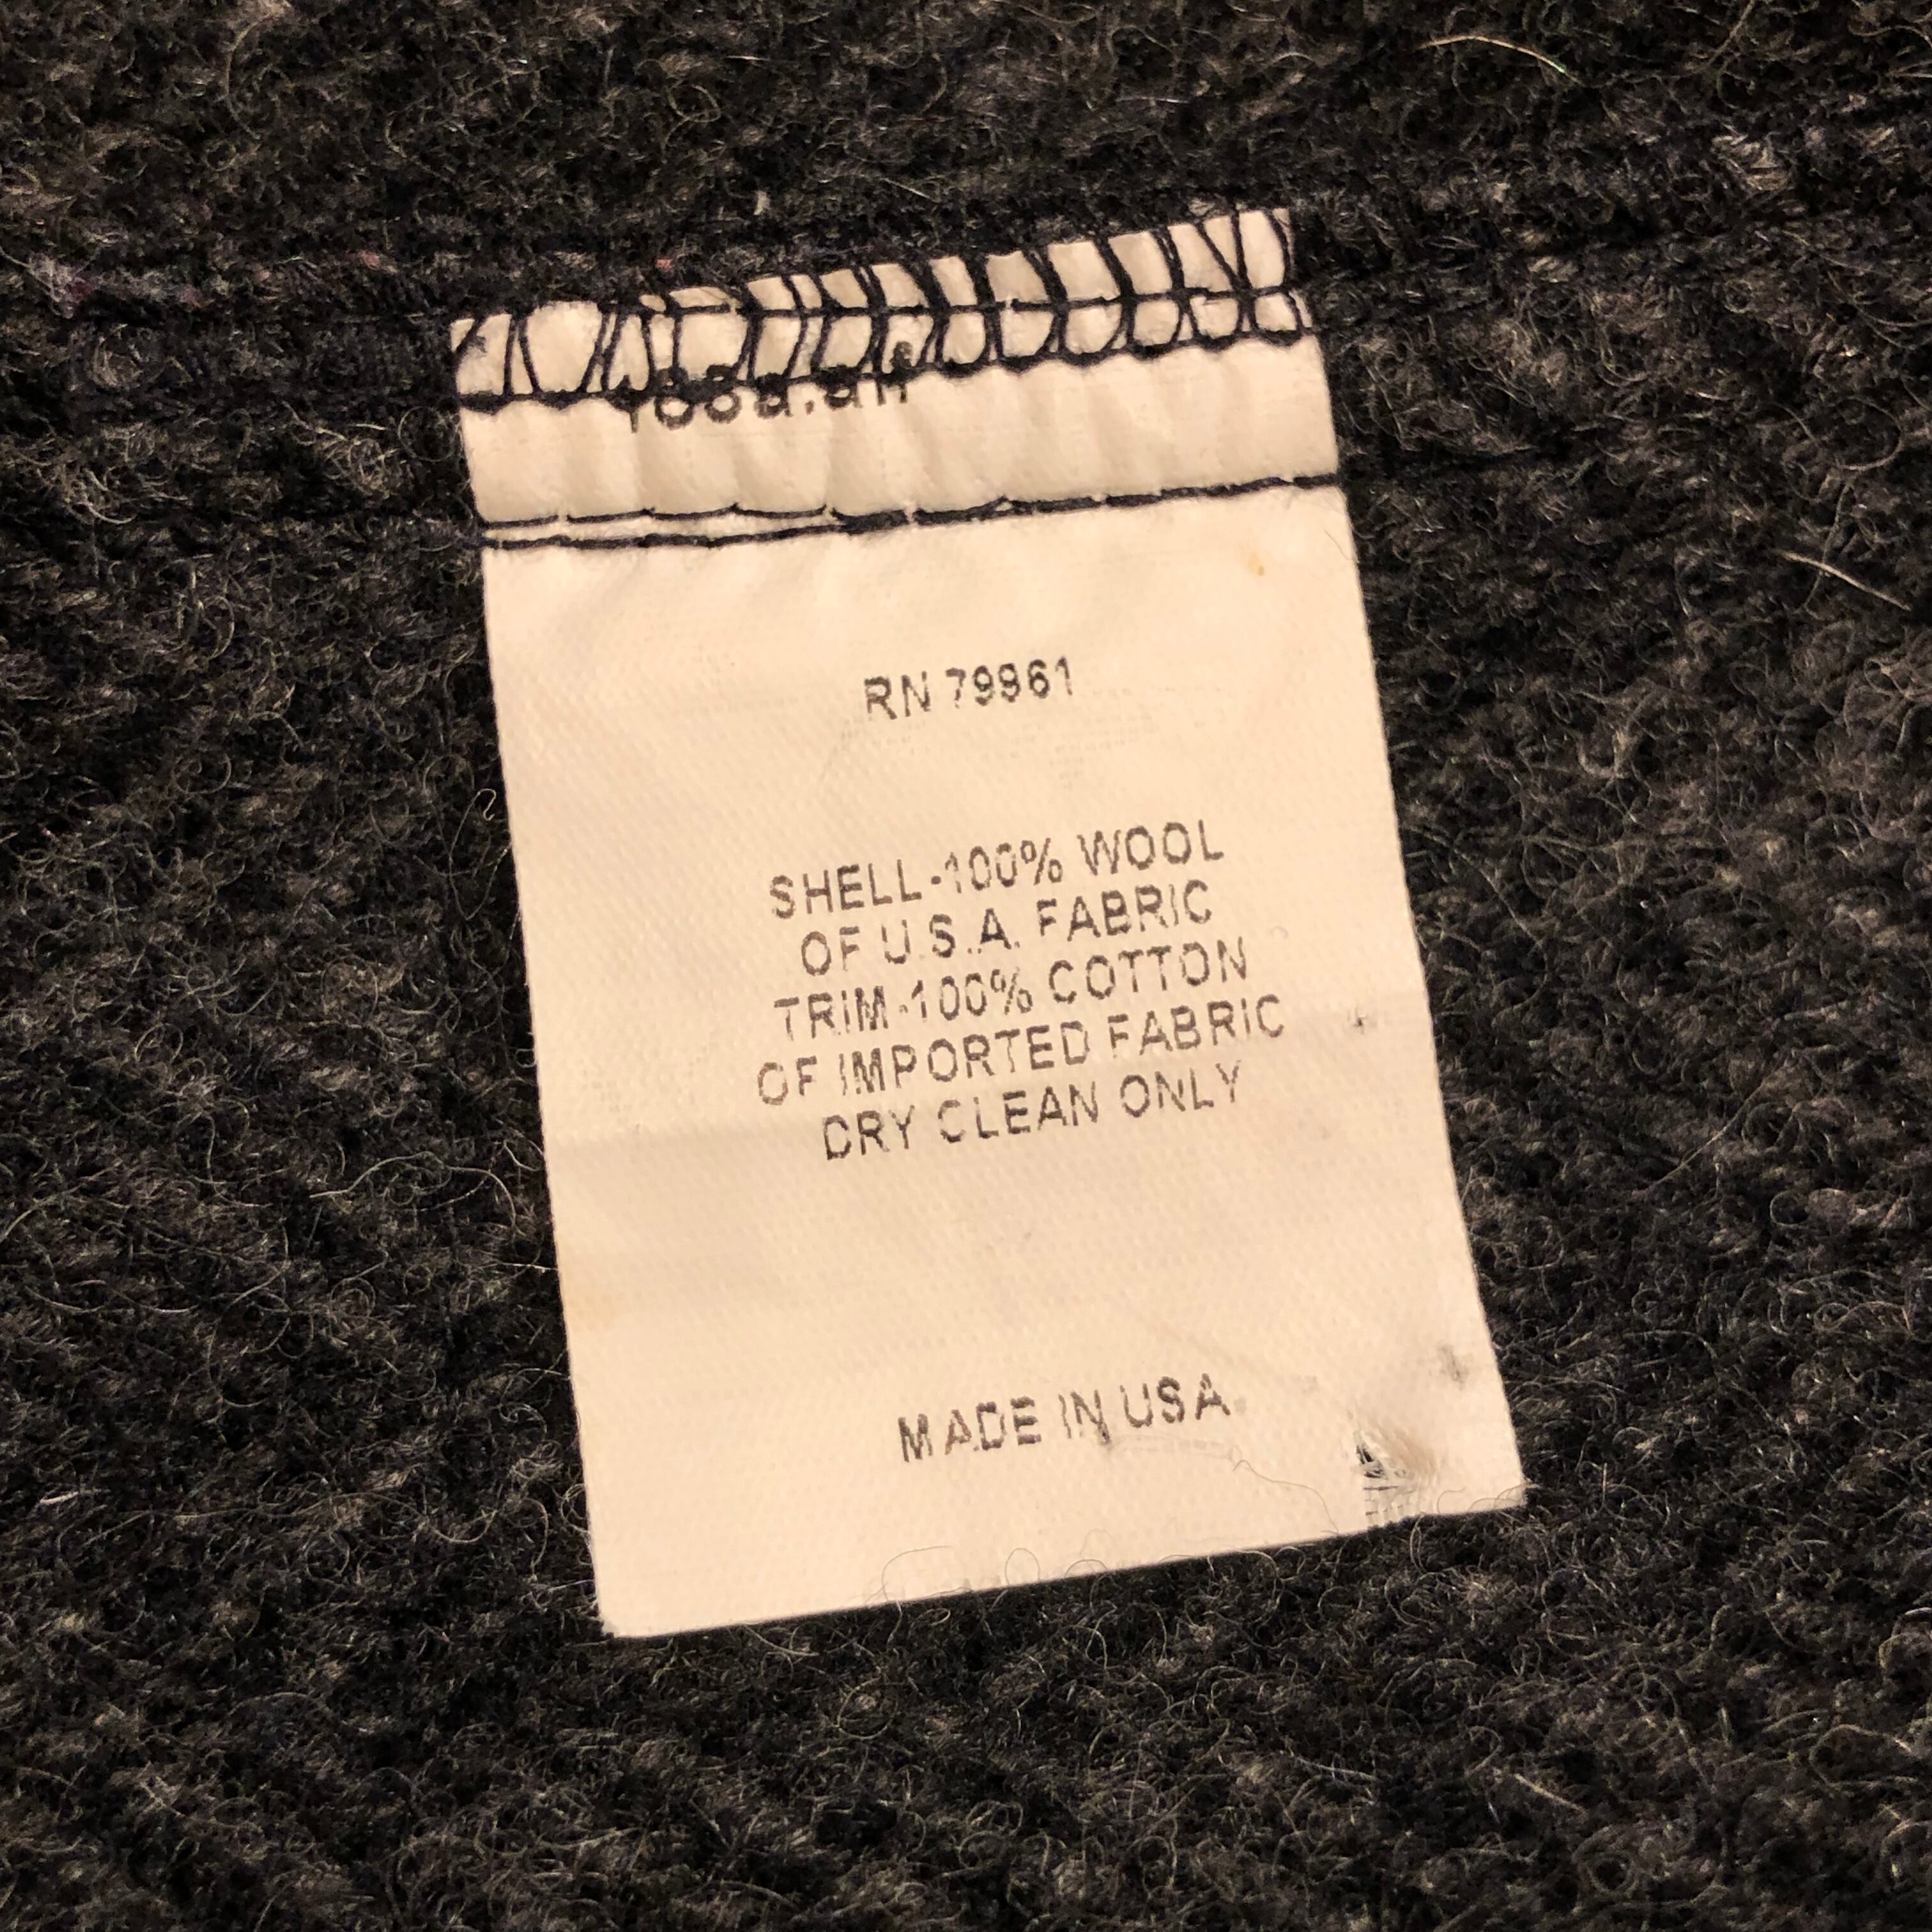 RN 79961
SHELL-100% WOOL
OF U.S.A. FABRIC
TRIM-100% COTTON
OF IMPORTED FABRIC
DRY CLEAN ONLY
MADE IN USA